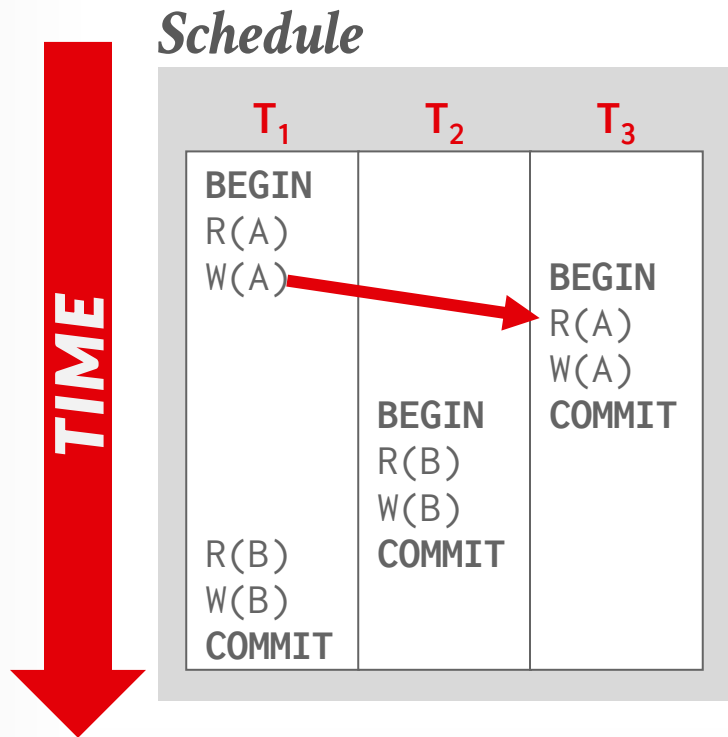 Schedule
TIME
T₁ T₂ T₃
BEGIN
R(A)
W(A) BEGIN
R(A)
W(A)
BEGIN COMMIT
R(B)
W(B)
R(B) COMMIT
W(B)
COMMIT